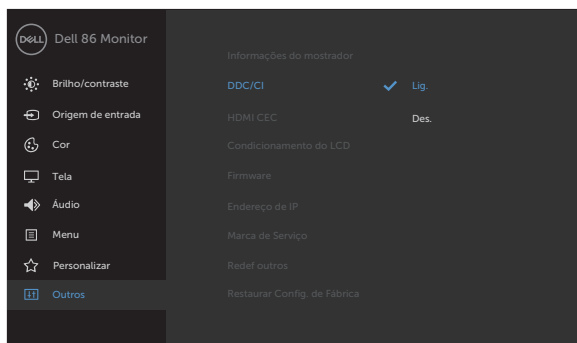 DELL Dell 86 Monitor
Informações do mostrador
Brilho/contraste
DDC/CI ✓ Lig.
Origem de entrada
HDMI CEC Des.
Cor
Condicionamento do LCD
Tela
Firmware
Áudio
Endereço de IP
Menu
Marca de Serviço
Personalizar
Redef outros
Outros
Restaurar Config. de Fábrica